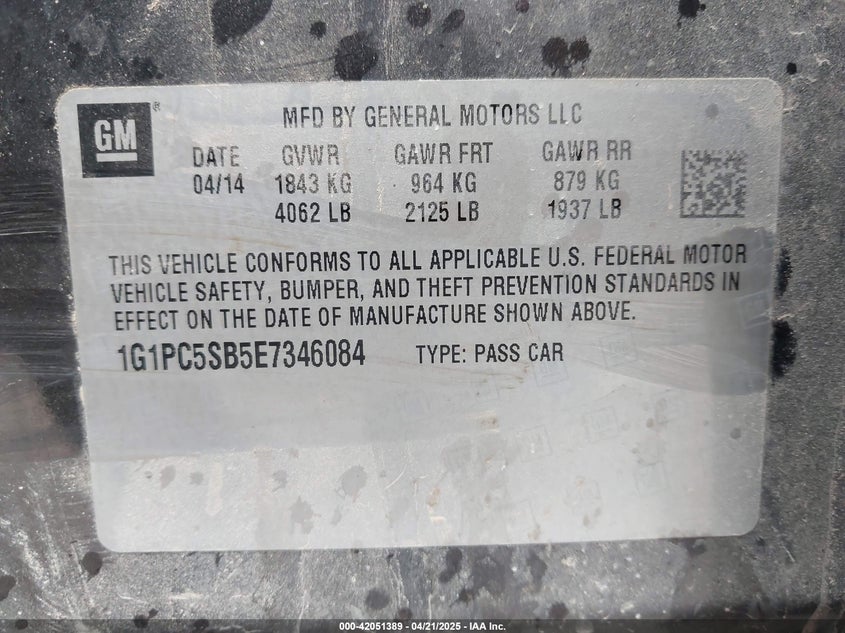 GM ®
MFD BY GENERAL MOTORS LLC
DATE GVWR GAWR FRT GAWR RR
04/14 1843 KG 964 KG 879 KG
4062 LB 2125 LB 1937 LB
THIS VEHICLE CONFORMS TO ALL APPLICABLE U.S. FEDERAL MOTOR
VEHICLE SAFETY, BUMPER, AND THEFT PREVENTION STANDARDS IN
EFFECT ON THE DATE OF MANUFACTURE SHOWN ABOVE.
1G1PC5SB5E7346084 TYPE: PASS CAR
000-42051389 - 04/21/2025 - IAA Inc.